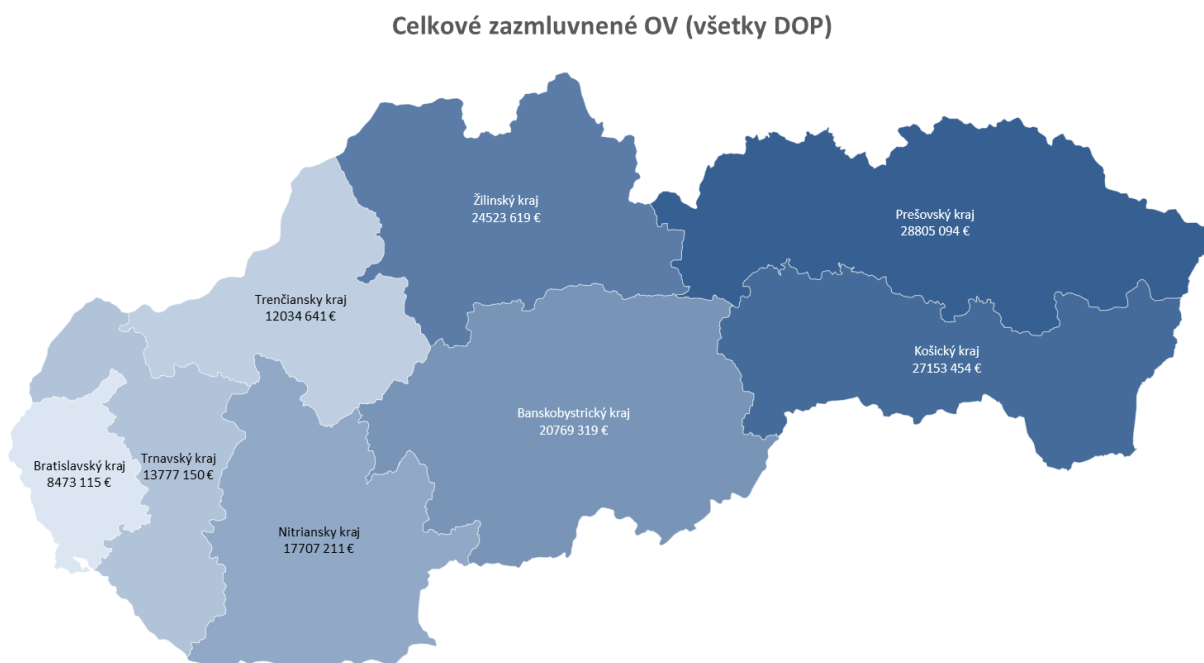 Celkové zazmluvnené OV (všetky DOP)
Žilinský kraj
24523 619 €
Prešovský kraj
28805 094 €
Trenčiansky kraj
12034 641 €
Košický kraj
27153 454 €
Banskobystrický kraj
20769 319 €
Bratislavský kraj
8473 115 €
Trnavský kraj
13777 150 €
Nitriansky kraj
17707 211 €